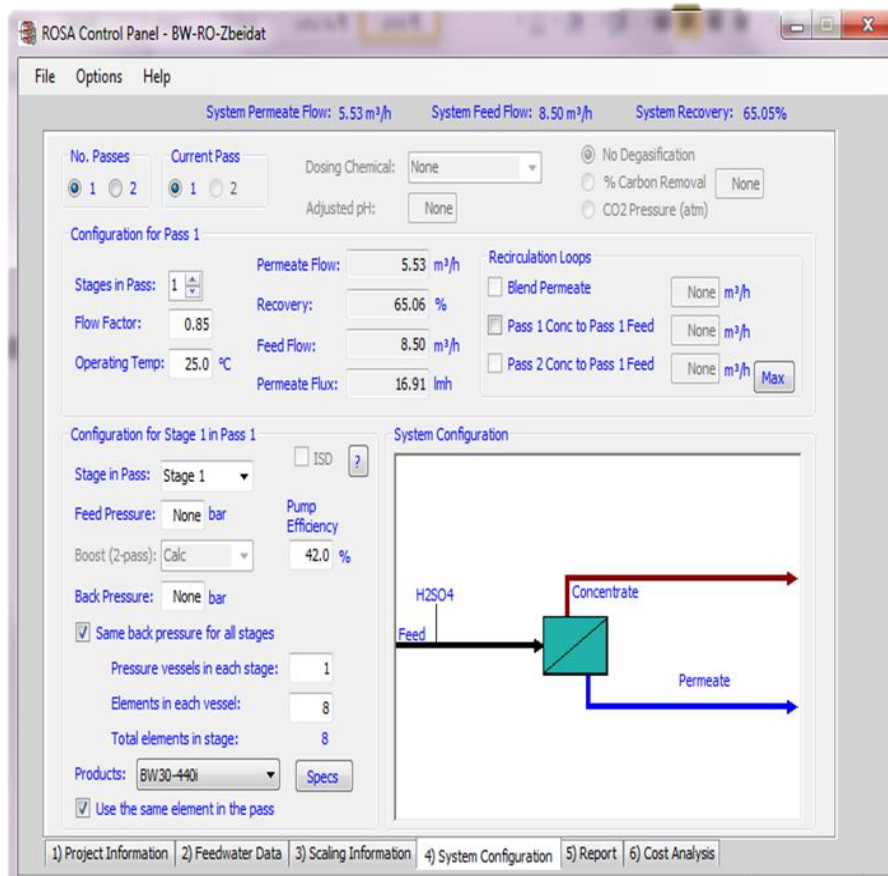 ROSA Control Panel - BW-RO-Zbeidat
File Options Help
System Permeate Flow: 5.53 m³/h System Feed Flow: 8.50 m³/h System Recovery: 65.05%
No. Passes
1 2
Current Pass
1 2
Dosing Chemical: None
Adjusted pH: None
No Degasification
% Carbon Removal None
CO2 Pressure (atm)
Configuration for Pass 1
Stages in Pass: 1
Flow Factor: 0.85
Operating Temp: 25.0 ºC
Permeate Flow: 5.53 m³/h
Recovery: 65.06 %
Feed Flow: 8.50 m³/h
Permeate Flux: 16.91 lmh
Recirculation Loops
Blend Permeate None m³/h
Pass 1 Conc to Pass 1 Feed None m³/h
Pass 2 Conc to Pass 1 Feed None m³/h Max
Configuration for Stage 1 in Pass 1
Stage in Pass: Stage 1
ISD ?
Feed Pressure: None bar
Pump
Efficiency
42.0 %
Boost (2-pass): Calc
Back Pressure: None bar
Same back pressure for all stages
Pressure vessels in each stage: 1
Elements in each vessel: 8
Total elements in stage: 8
Products: BW30-440i Specs
Use the same element in the pass
System Configuration
H2SO4
Feed
Concentrate
Permeate
1) Project Information 2) Feedwater Data 3) Scaling Information 4) System Configuration 5) Report 6) Cost Analysis